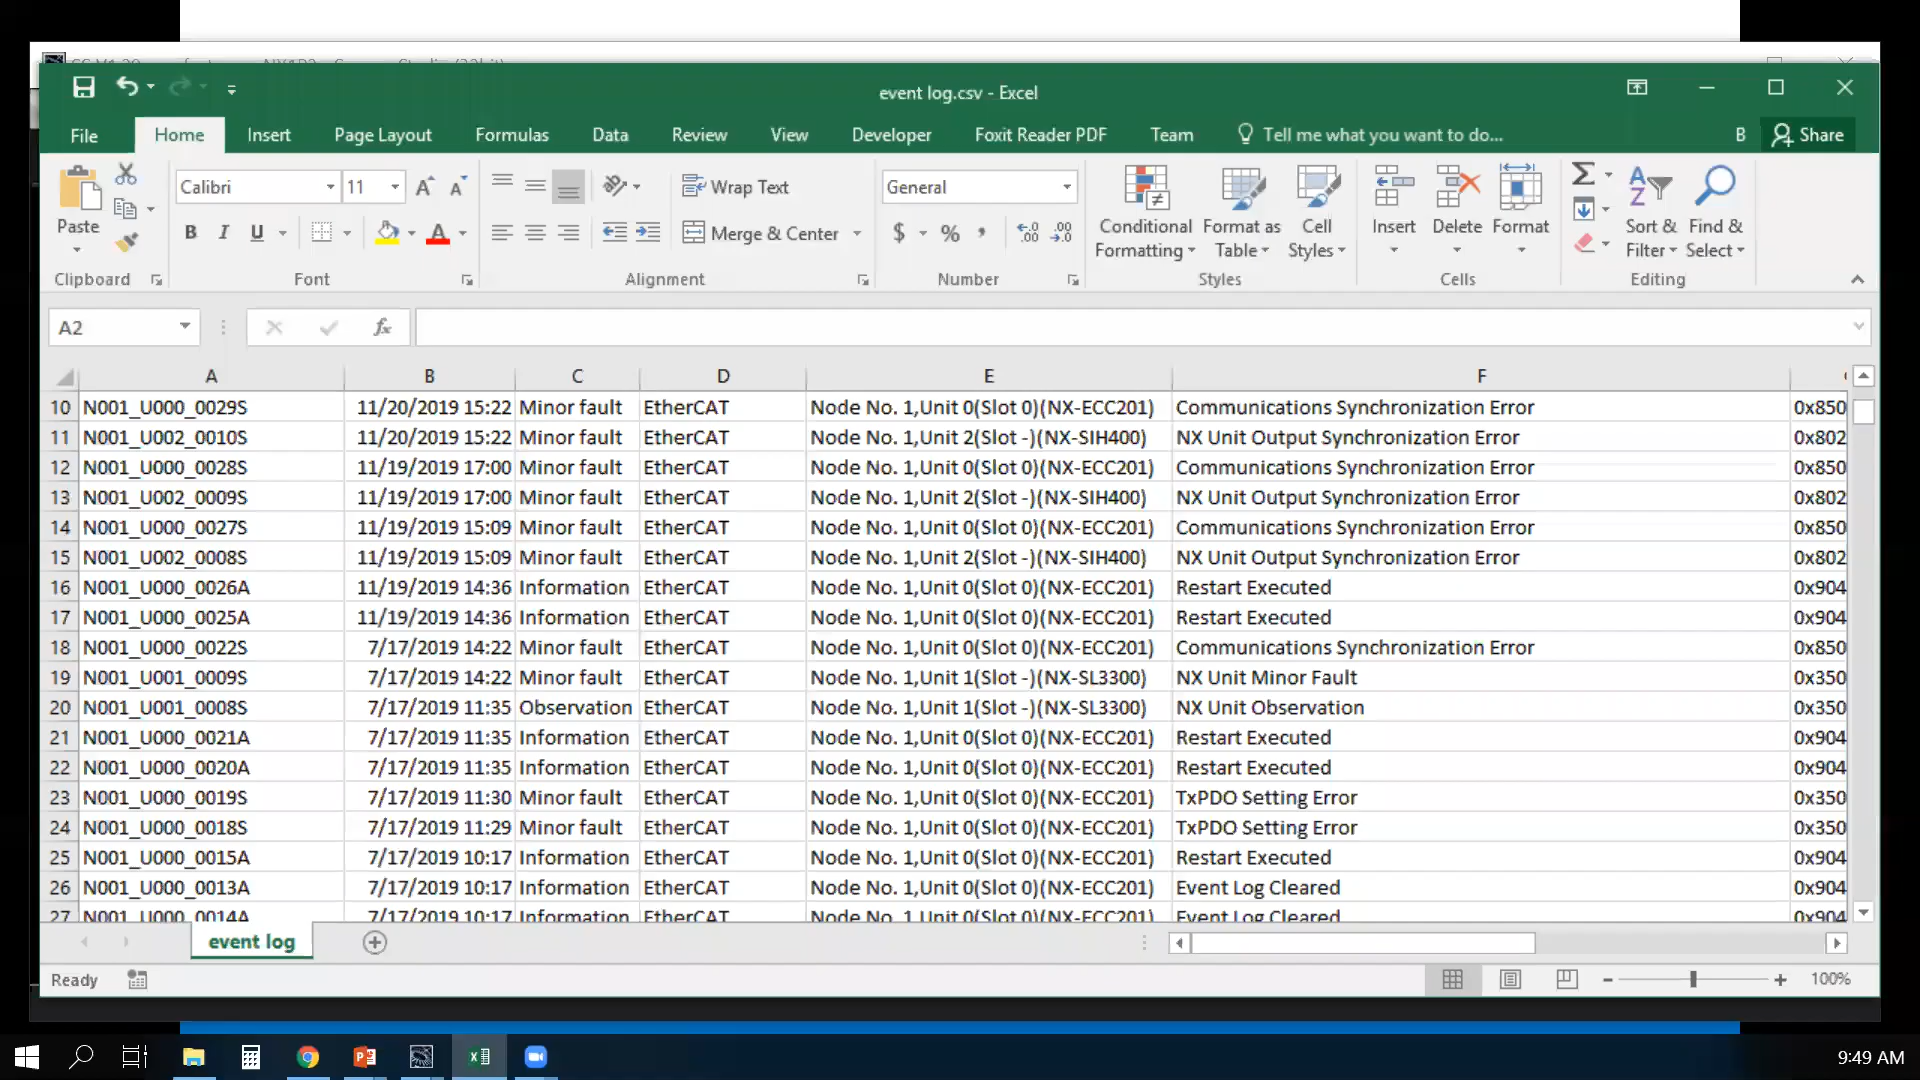 event log.csv - Excel
File Home Insert Page Layout Formulas Data Review View Developer Foxit Reader PDF Team Tell me what you want to do... B Share
Calibri 11 Wrap Text General
Paste B I U Merge & Center $ % Conditional Formatting Format as Table Cell Styles Insert Delete Format Sort & Filter Find & Select
Clipboard Font Alignment Number Styles Cells Editing
A2 fx
A B C D E F
10 N001_U000_0029S 11/20/2019 15:22 Minor fault EtherCAT Node No. 1,Unit 0(Slot 0)(NX-ECC201) Communications Synchronization Error 0x850
11 N001_U002_0010S 11/20/2019 15:22 Minor fault EtherCAT Node No. 1,Unit 2(Slot -)(NX-SIH400) NX Unit Output Synchronization Error 0x802
12 N001_U000_0028S 11/19/2019 17:00 Minor fault EtherCAT Node No. 1,Unit 0(Slot 0)(NX-ECC201) Communications Synchronization Error 0x850
13 N001_U002_0009S 11/19/2019 17:00 Minor fault EtherCAT Node No. 1,Unit 2(Slot -)(NX-SIH400) NX Unit Output Synchronization Error 0x802
14 N001_U000_0027S 11/19/2019 15:09 Minor fault EtherCAT Node No. 1,Unit 0(Slot 0)(NX-ECC201) Communications Synchronization Error 0x850
15 N001_U002_0008S 11/19/2019 15:09 Minor fault EtherCAT Node No. 1,Unit 2(Slot -)(NX-SIH400) NX Unit Output Synchronization Error 0x802
16 N001_U000_0026A 11/19/2019 14:36 Information EtherCAT Node No. 1,Unit 0(Slot 0)(NX-ECC201) Restart Executed 0x904
17 N001_U000_0025A 11/19/2019 14:36 Information EtherCAT Node No. 1,Unit 0(Slot 0)(NX-ECC201) Restart Executed 0x904
18 N001_U000_0022S 7/17/2019 14:22 Minor fault EtherCAT Node No. 1,Unit 0(Slot 0)(NX-ECC201) Communications Synchronization Error 0x850
19 N001_U001_0009S 7/17/2019 14:22 Minor fault EtherCAT Node No. 1,Unit 1(Slot -)(NX-SL3300) NX Unit Minor Fault 0x350
20 N001_U001_0008S 7/17/2019 11:35 Observation EtherCAT Node No. 1,Unit 1(Slot -)(NX-SL3300) NX Unit Observation 0x350
21 N001_U000_0021A 7/17/2019 11:35 Information EtherCAT Node No. 1,Unit 0(Slot 0)(NX-ECC201) Restart Executed 0x904
22 N001_U000_0020A 7/17/2019 11:35 Information EtherCAT Node No. 1,Unit 0(Slot 0)(NX-ECC201) Restart Executed 0x904
23 N001_U000_0019S 7/17/2019 11:30 Minor fault EtherCAT Node No. 1,Unit 0(Slot 0)(NX-ECC201) TxPDO Setting Error 0x350
24 N001_U000_0018S 7/17/2019 11:29 Minor fault EtherCAT Node No. 1,Unit 0(Slot 0)(NX-ECC201) TxPDO Setting Error 0x350
25 N001_U000_0015A 7/17/2019 10:17 Information EtherCAT Node No. 1,Unit 0(Slot 0)(NX-ECC201) Restart Executed 0x904
26 N001_U000_0013A 7/17/2019 10:17 Information EtherCAT Node No. 1,Unit 0(Slot 0)(NX-ECC201) Event Log Cleared 0x904
27 N001_U000_0014A 7/17/2019 10:17 Information EtherCAT Node No. 1,Unit 0(Slot 0)(NX-ECC201) Event Log Cleared 0x904
event log
Ready 100%
9:49 AM